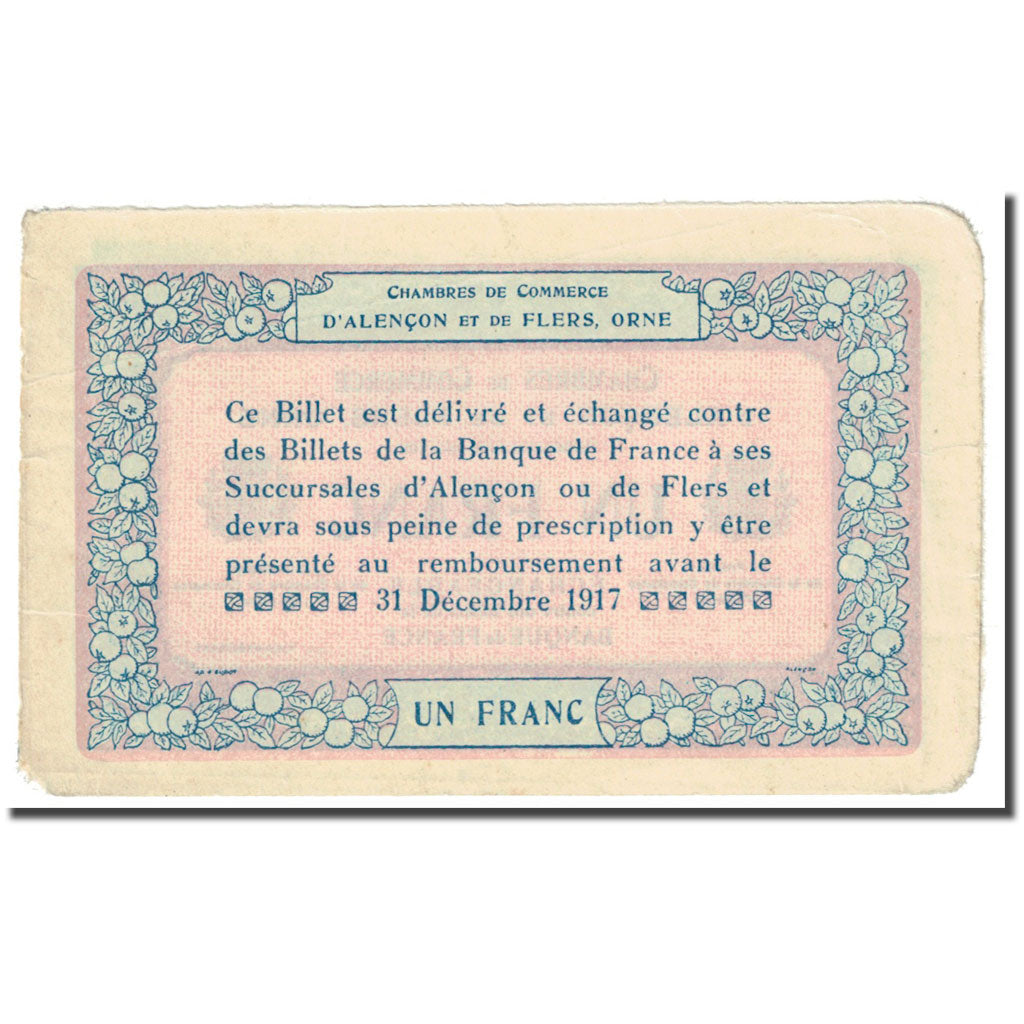 CHAMBRES DE COMMERCE
D'ALENÇON ET DE FLERS, ORNE
Ce Billet est délivré et échangé contre
des Billets de la Banque de France à ses
Succursales d'Alençon ou de Flers et
devra sous peine de prescription y être
présenté au remboursement avant le
31 Décembre 1917
ALENÇON
UN FRANC